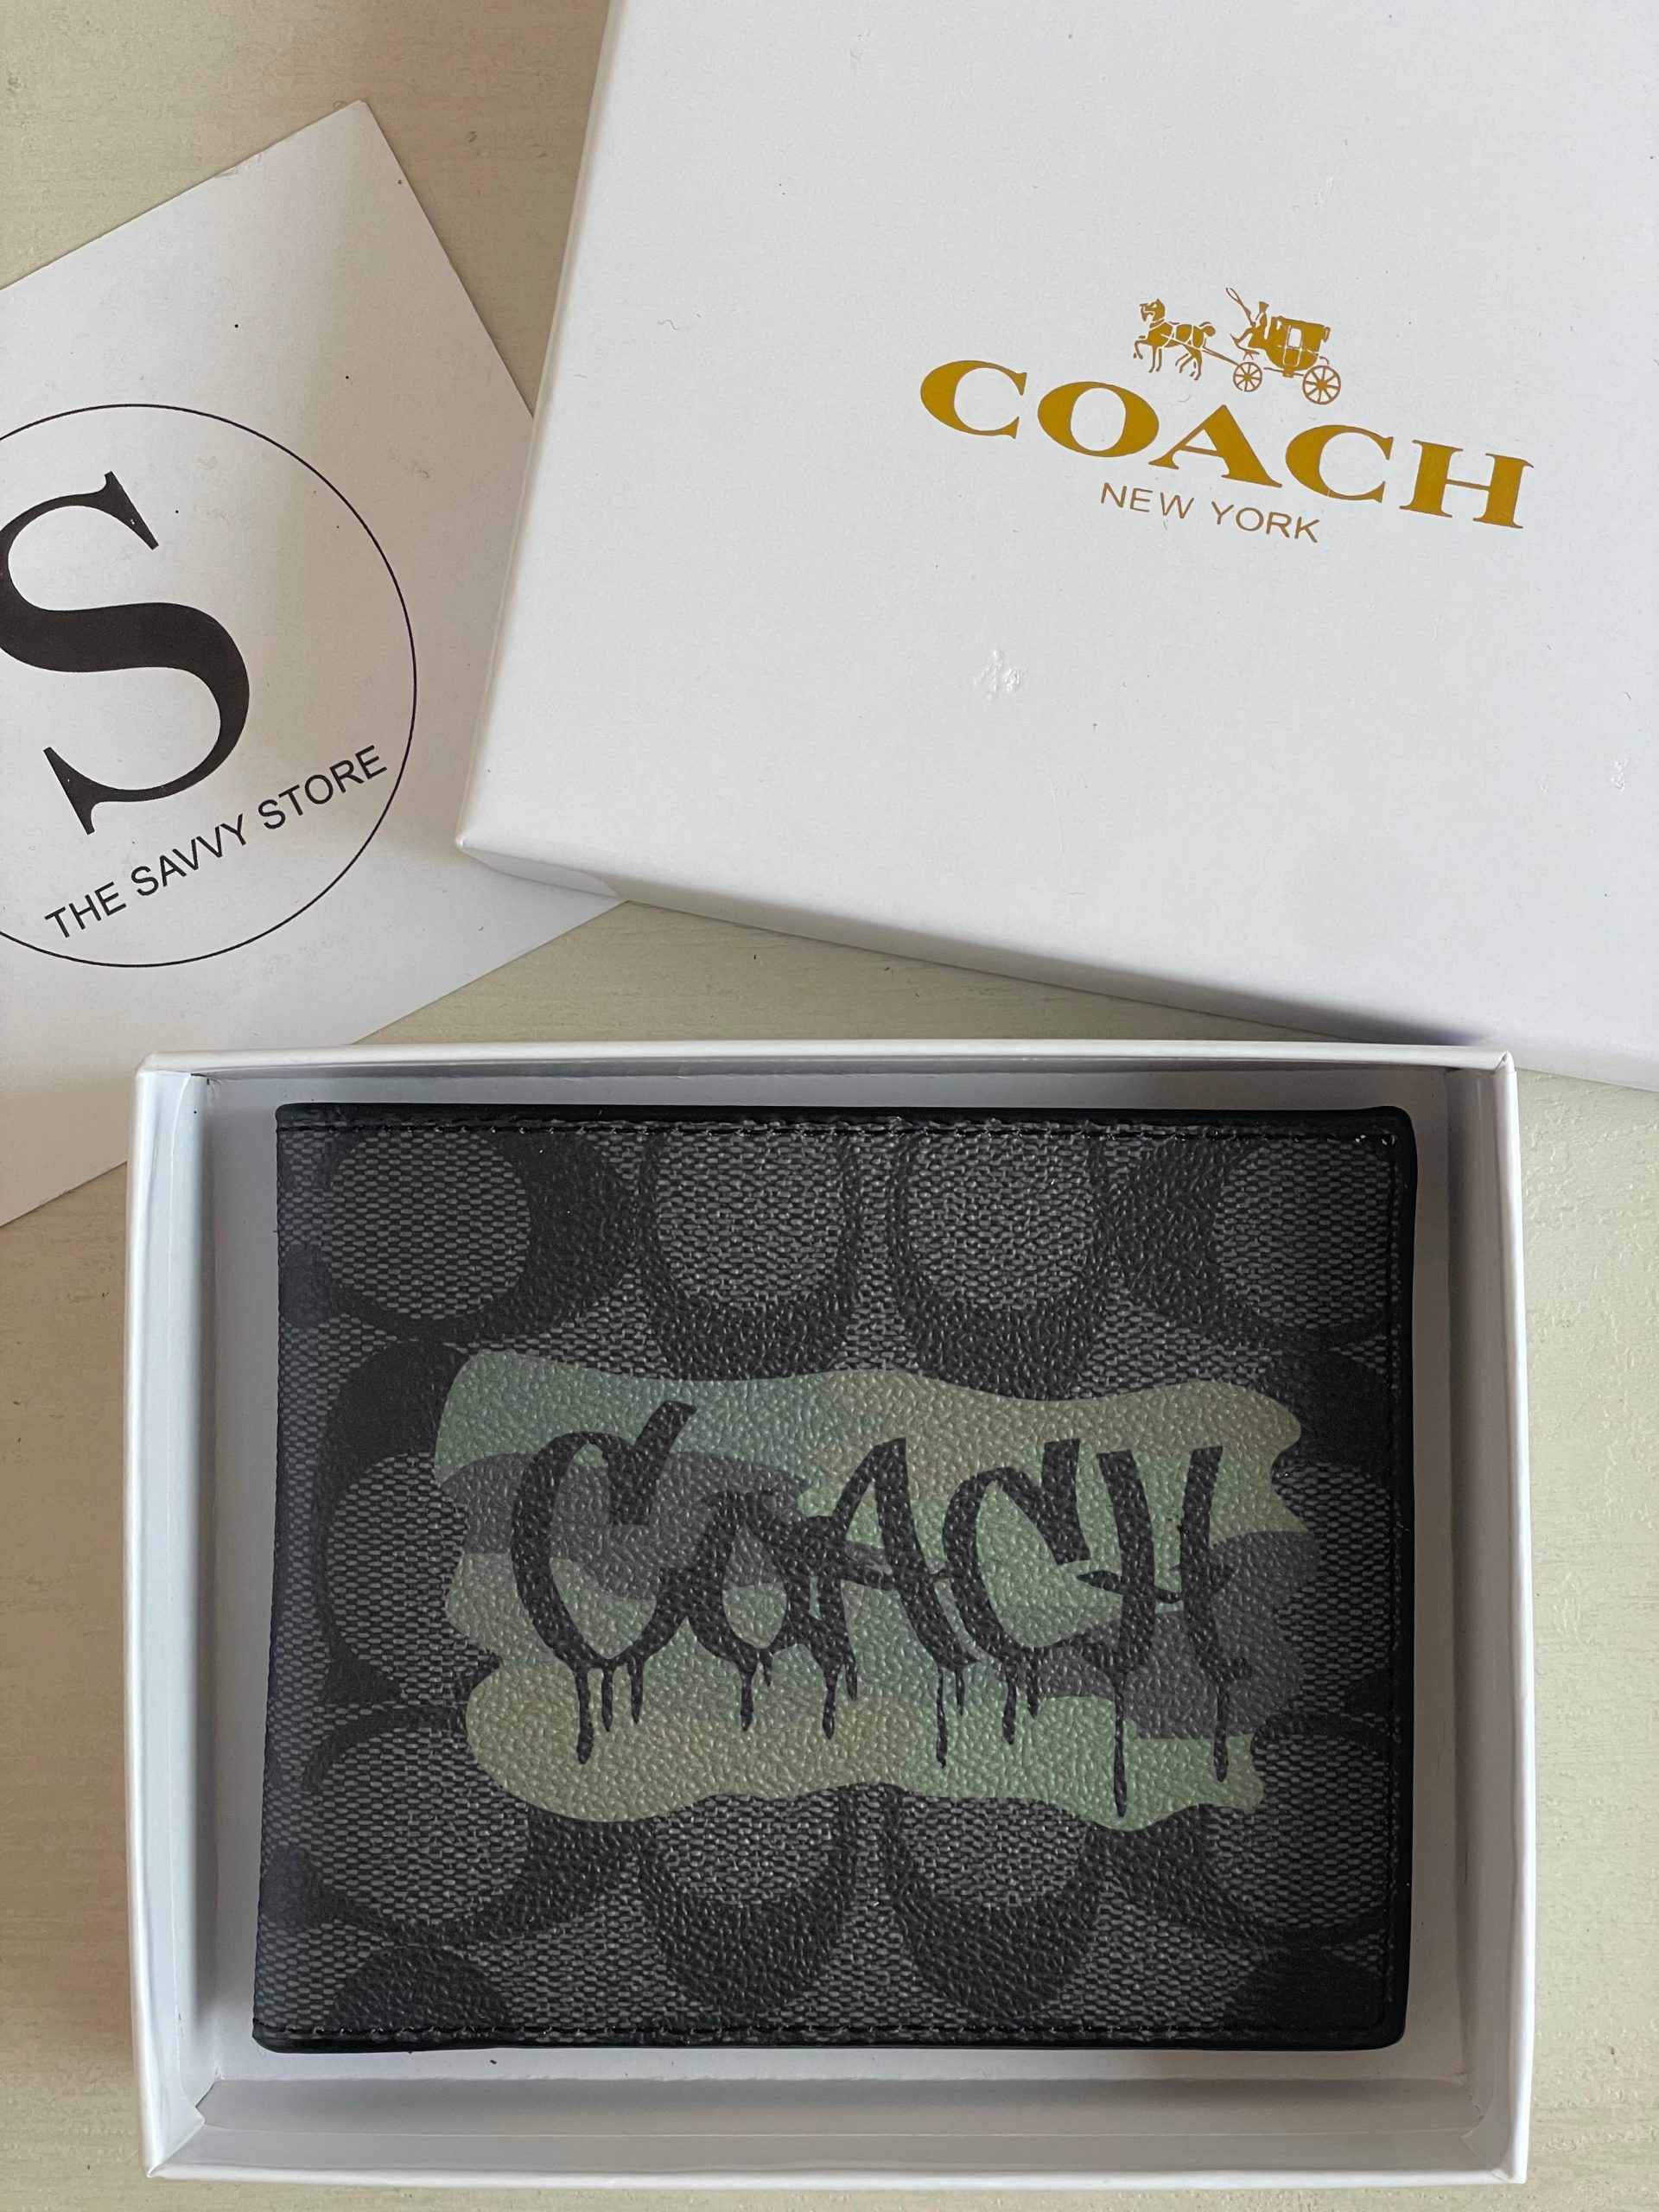 COACH
NEW YORK
S
THE SAVVY STORE
COACH